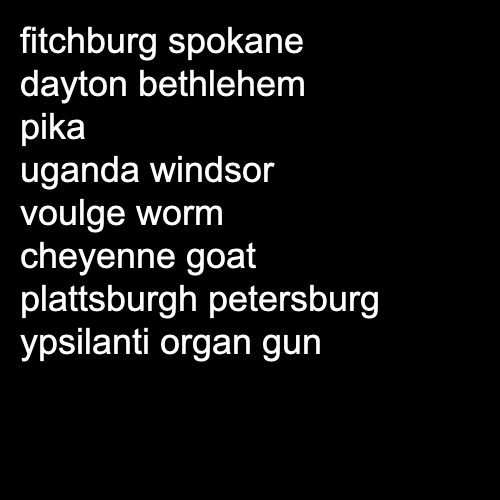 fitchburg spokane
dayton bethlehem
pika
uganda windsor
voulge worm
cheyenne goat
plattsburgh petersburg
ypsilanti organ gun